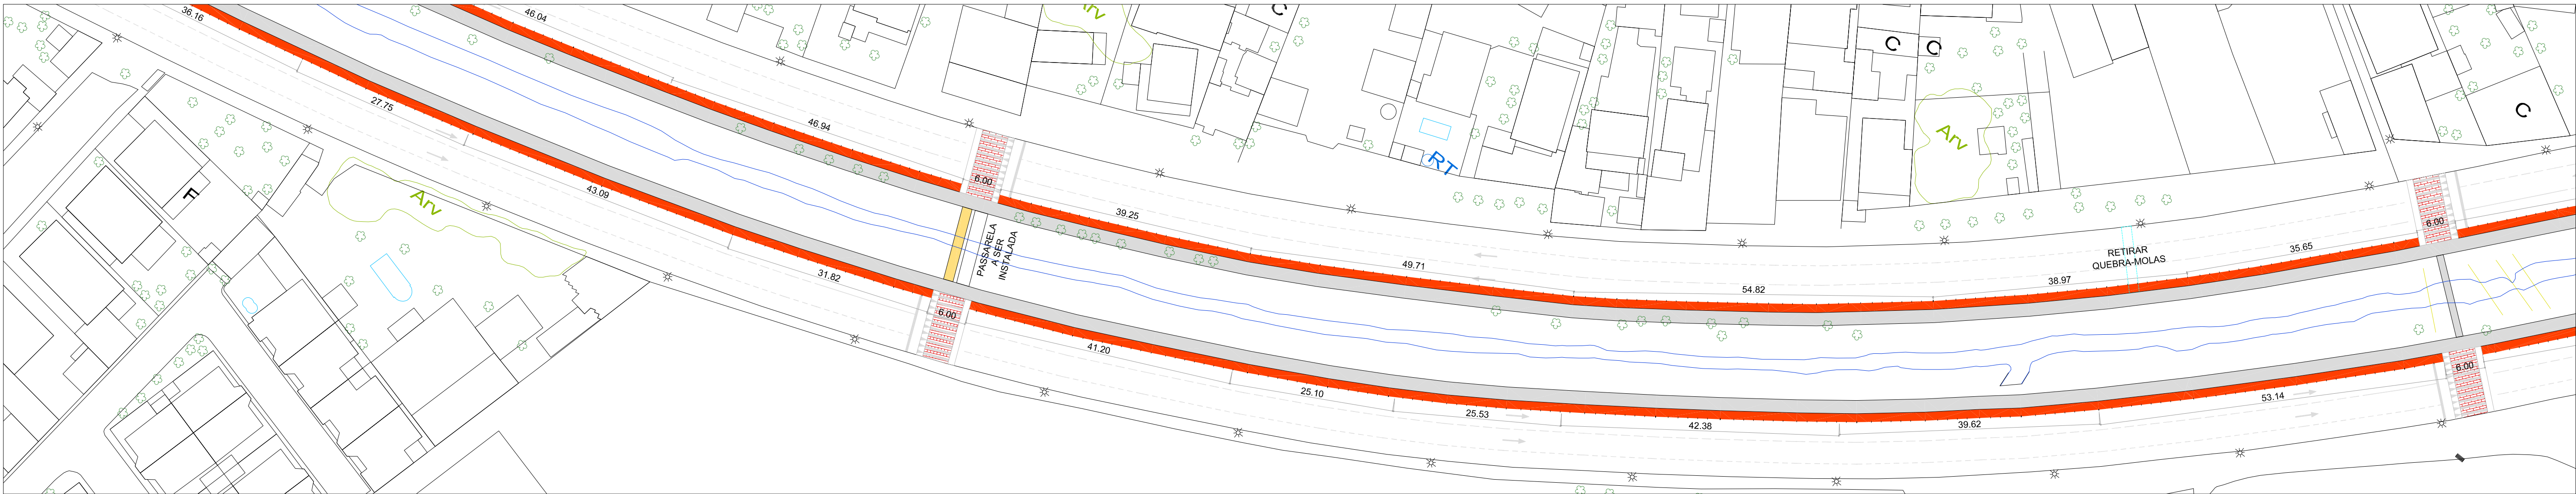 36.16
46.04
Arv
C
27.75
46.94
F
Arv
43.09
6.00
39.25
PASSARELA
A SER
INSTALADA
31.82
6.00
41.20
25.10
25.53
42.38
39.62
53.14
49.71
54.82
38.97
35.65
RETIRAR
QUEBRA-MOLAS
RT
C
C
Arv
C
6.00
6.00